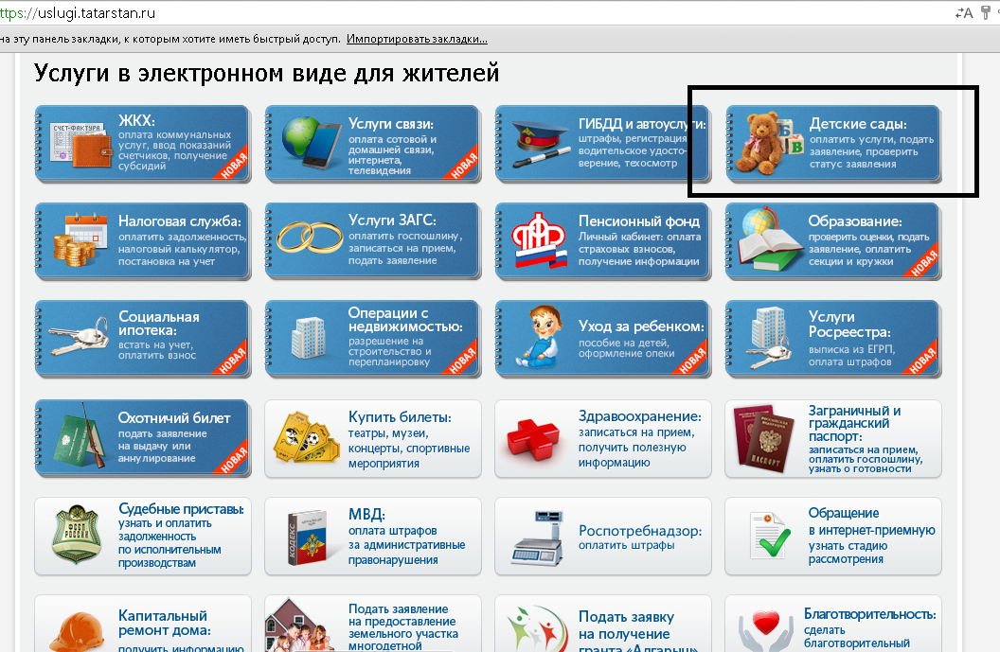 ttps://uslugi.tatarstan.ru
на эту панель закладки, к которым хотите иметь быстрый доступ. Импортировать закладки...
Услуги в электронном виде для жителей
СЧЕТ-ФАКТУРА
ЖКХ:
оплата коммунальных
услуг, ввод показаний
счетчиков, получение
субсидий
НОВАЯ
Услуги связи:
оплата сотовой и
домашней связи,
интернета,
телевидения
НОВАЯ
ГИБДД и автоуслуги:
штрафы, регистрация
водительское удосто-
верение, техосмотр
Б
В
Детские сады:
оплатить услуги, подать
заявление, проверить
статус заявления
Налоговая служба:
оплатить задолженность,
налоговый калькулятор,
постановка на учет
Услуги ЗАГС:
оплатить госпошлину,
записаться на прием,
подать заявление
Пенсионный фонд
Личный кабинет: оплата
страховых взносов,
получение информации
Образование:
проверить оценки, подать
заявление, оплатить
секции и кружки
НОВАЯ
Социальная
ипотека:
встать на учет,
оплатить взнос
НОВАЯ
Операции с
недвижимостью:
разрешение на
строительство и
перепланировку
НОВАЯ
Уход за ребенком:
пособие на детей,
оформление опеки
НОВАЯ
Услуги
Росреестра:
выписка из ЕГРП,
оплата штрафов
НОВАЯ
Охотничий билет
подать заявление
на выдачу или
аннулирование
НОВАЯ
Купить билеты:
театры, музеи,
концерты, спортивные
мероприятия
Здравоохранение:
записаться на прием,
получить полезную
информацию
ПАСПОРТ
Заграничный и
гражданский
паспорт:
записаться на прием,
оплатить госпошлину,
узнать о готовности
ФССП
РОССИИ
Судебные приставы:
узнать и оплатить
задолженность
по исполнительным
производствам
КОДЕКС
МВД:
оплата штрафов
за административные
правонарушения
Роспотребнадзор:
оплатить штрафы
Обращение
в интернет-приемную
узнать стадию
рассмотрения
Капитальный
ремонт дома:
получить информацию
Подать заявление
на предоставление
земельного участка
многодетной
Подать заявку
на получение
гранта «Алгарыш»
Благотворительность:
сделать
благотворительный